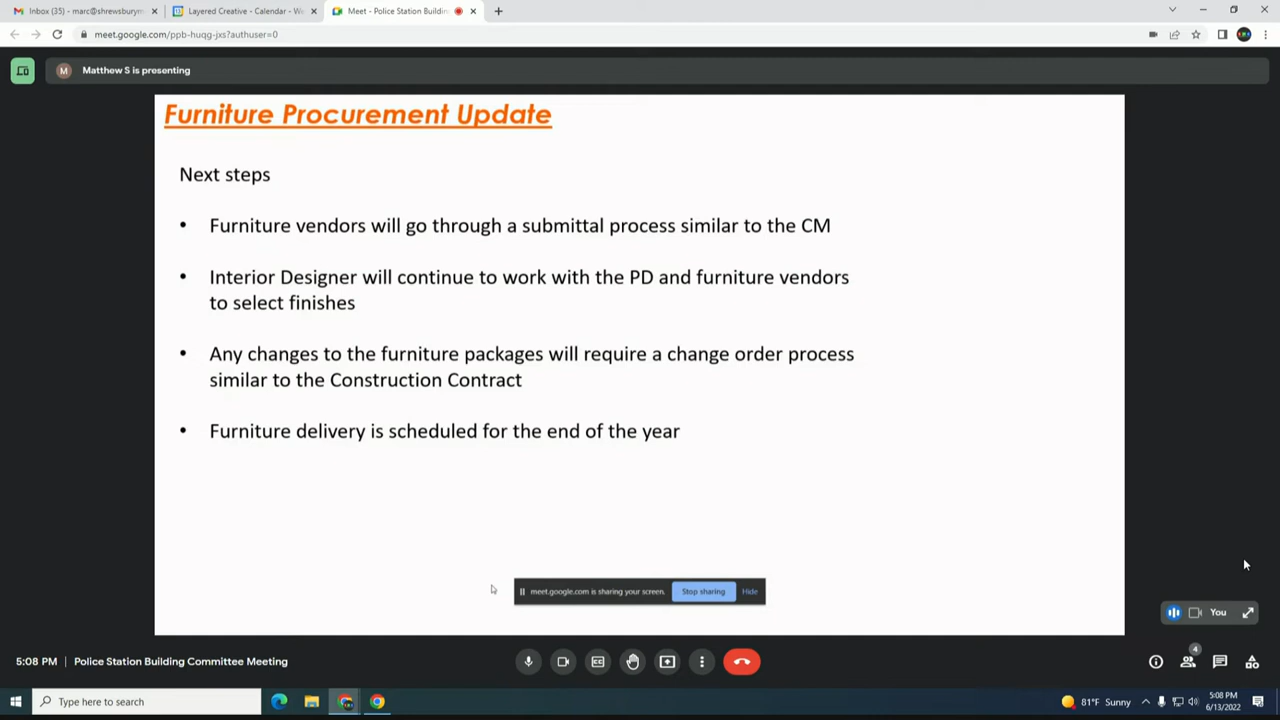 Inbox (35) - marc@shrewsburym
Layered Creative - Calendar - We
Meet - Police Station Buildin
meet.google.com/ppb-huqg-jxs?authuser=0
M
Matthew S is presenting
Furniture Procurement Update
Next steps
• Furniture vendors will go through a submittal process similar to the CM
• Interior Designer will continue to work with the PD and furniture vendors
to select finishes
• Any changes to the furniture packages will require a change order process
similar to the Construction Contract
• Furniture delivery is scheduled for the end of the year
meet.google.com is sharing your screen.
Stop sharing
Hide
You
5:08 PM | Police Station Building Committee Meeting
4
Type here to search
81°F Sunny
5:08 PM
6/13/2022